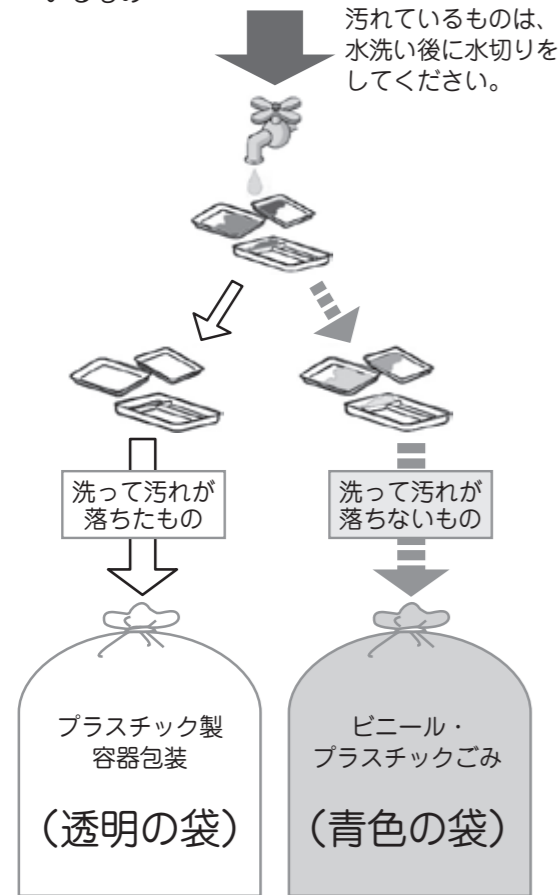 汚れているものは、
水洗い後に水切りを
してください。
洗って汚れが
落ちたもの
洗って汚れが
落ちないもの
プラスチック製
容器包装
（透明の袋）
ビニール・
プラスチックごみ
（青色の袋）